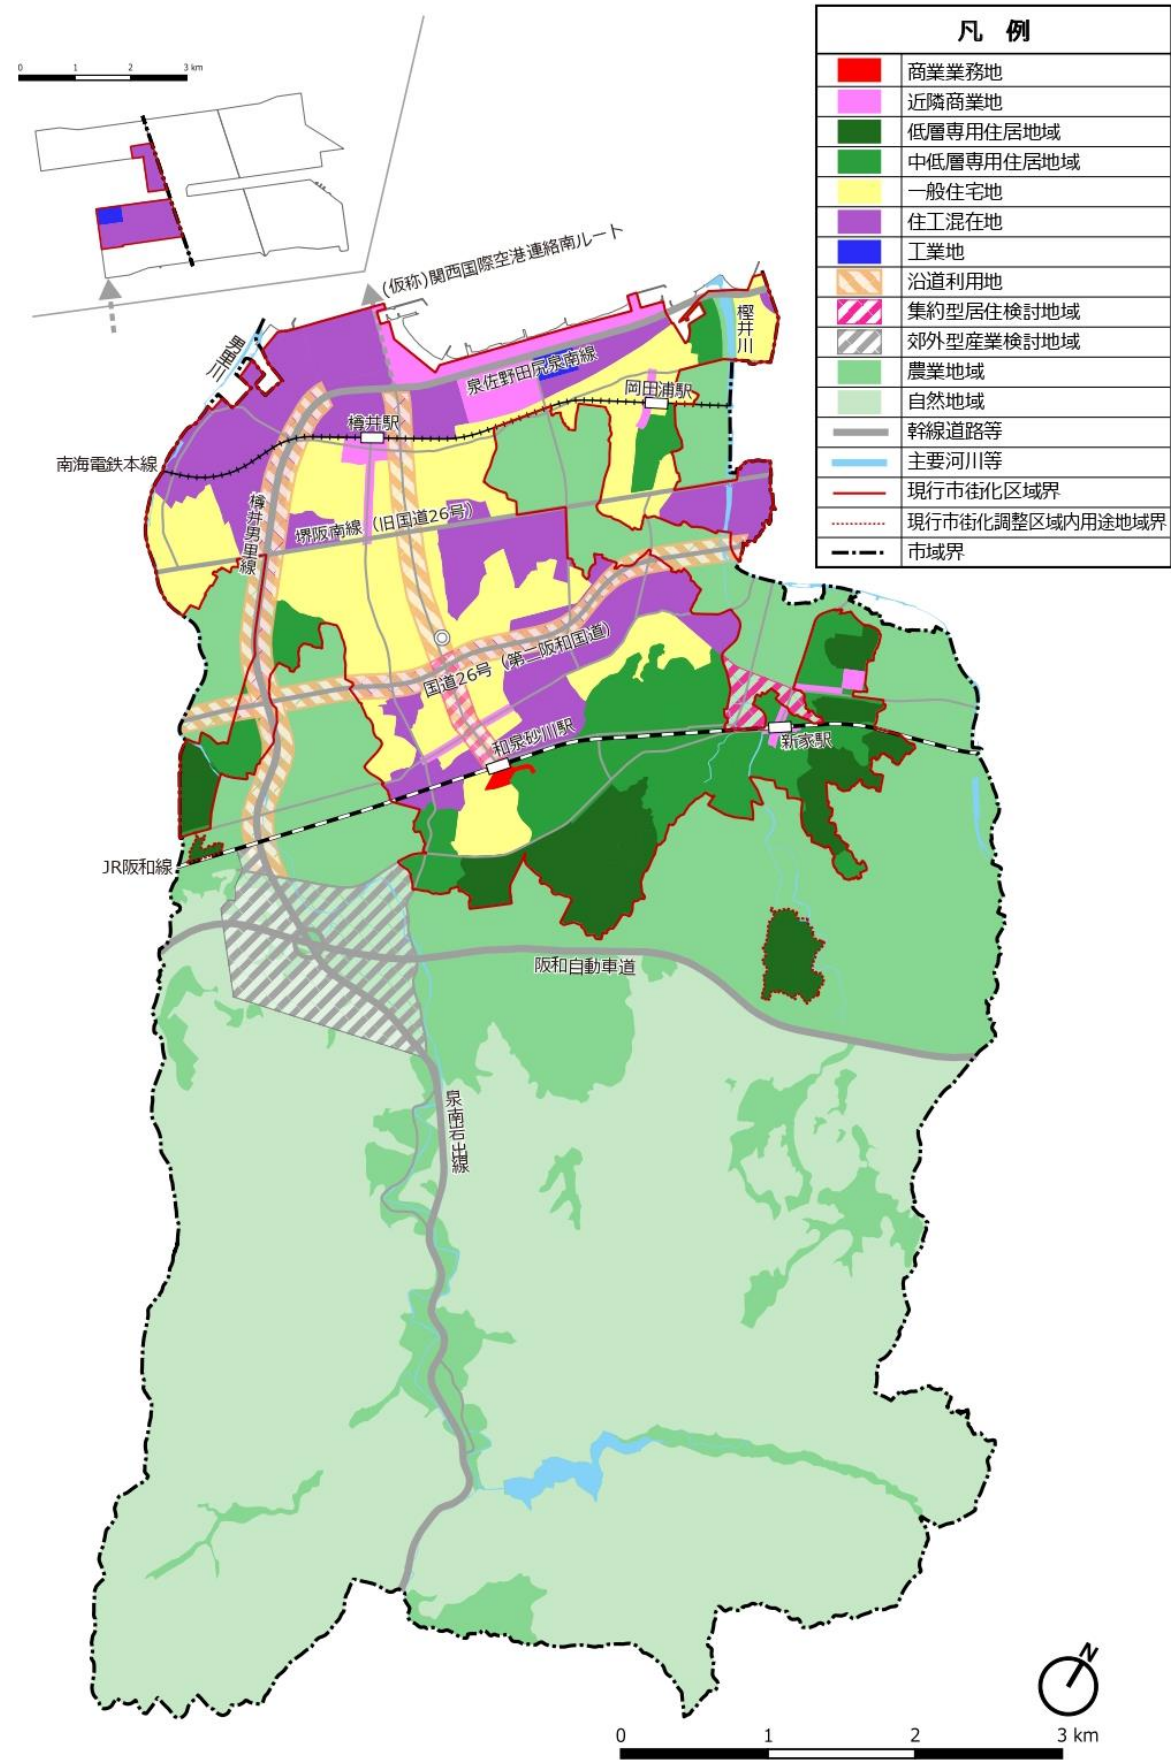 凡 例
商業業務地
近隣商業地
低層専用住居地域
中低層専用住居地域
一般住宅地
住工混在地
工業地
沿道利用地
集約型居住検討地域
郊外型産業検討地域
農業地域
自然地域
幹線道路等
主要河川等
現行市街化区域界
現行市街化調整区域内用途地域界
市域界
0 1 2 3 km
(仮称)関西国際空港連絡南ルート
男里川
樫井川
泉佐野田尻泉南線
岡田浦駅
樽井駅
南海電鉄本線
樽井男里線
堺阪南線（旧国道26号）
国道26号（第二阪和国道）
和泉砂川駅
新家駅
JR阪和線
阪和自動車道
泉南岩出線
N
0 1 2 3 km